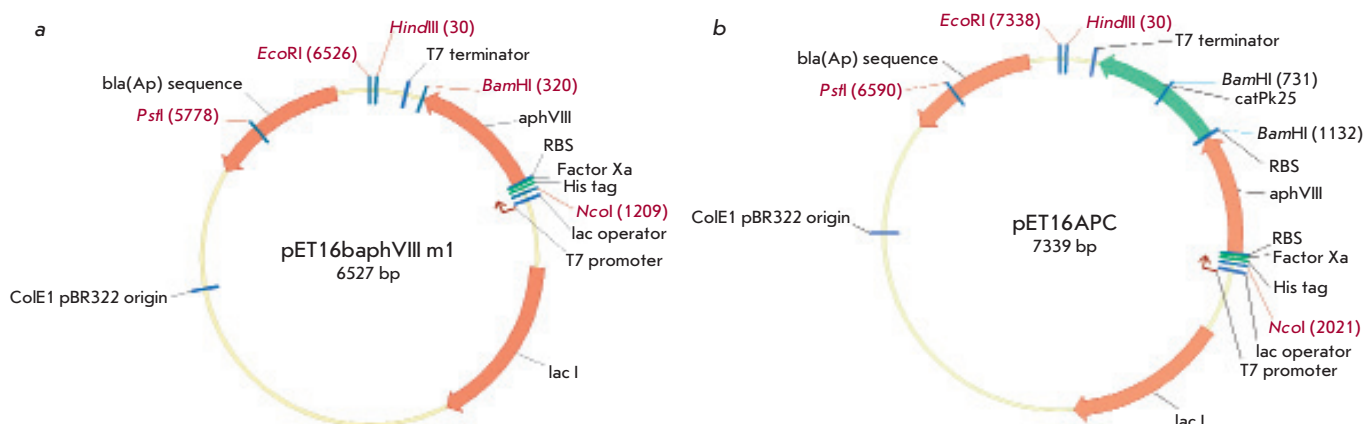 a
EcoRI (6526)
HindIII (30)
T7 terminator
bla(Ap) sequence
BamHI (320)
PstI (5778)
aphVIII
RBS
Factor Xa
His tag
NcoI (1209)
lac operator
T7 promoter
pET16baphVIII m1
6527 bp
ColE1 pBR322 origin
lac I
b
EcoRI (7338)
HindIII (30)
T7 terminator
bla(Ap) sequence
BamHI (731)
catPk25
PstI (6590)
BamHI (1132)
RBS
aphVIII
ColE1 pBR322 origin
pET16APC
7339 bp
RBS
Factor Xa
His tag
NcoI (2021)
lac operator
T7 promoter
lac I